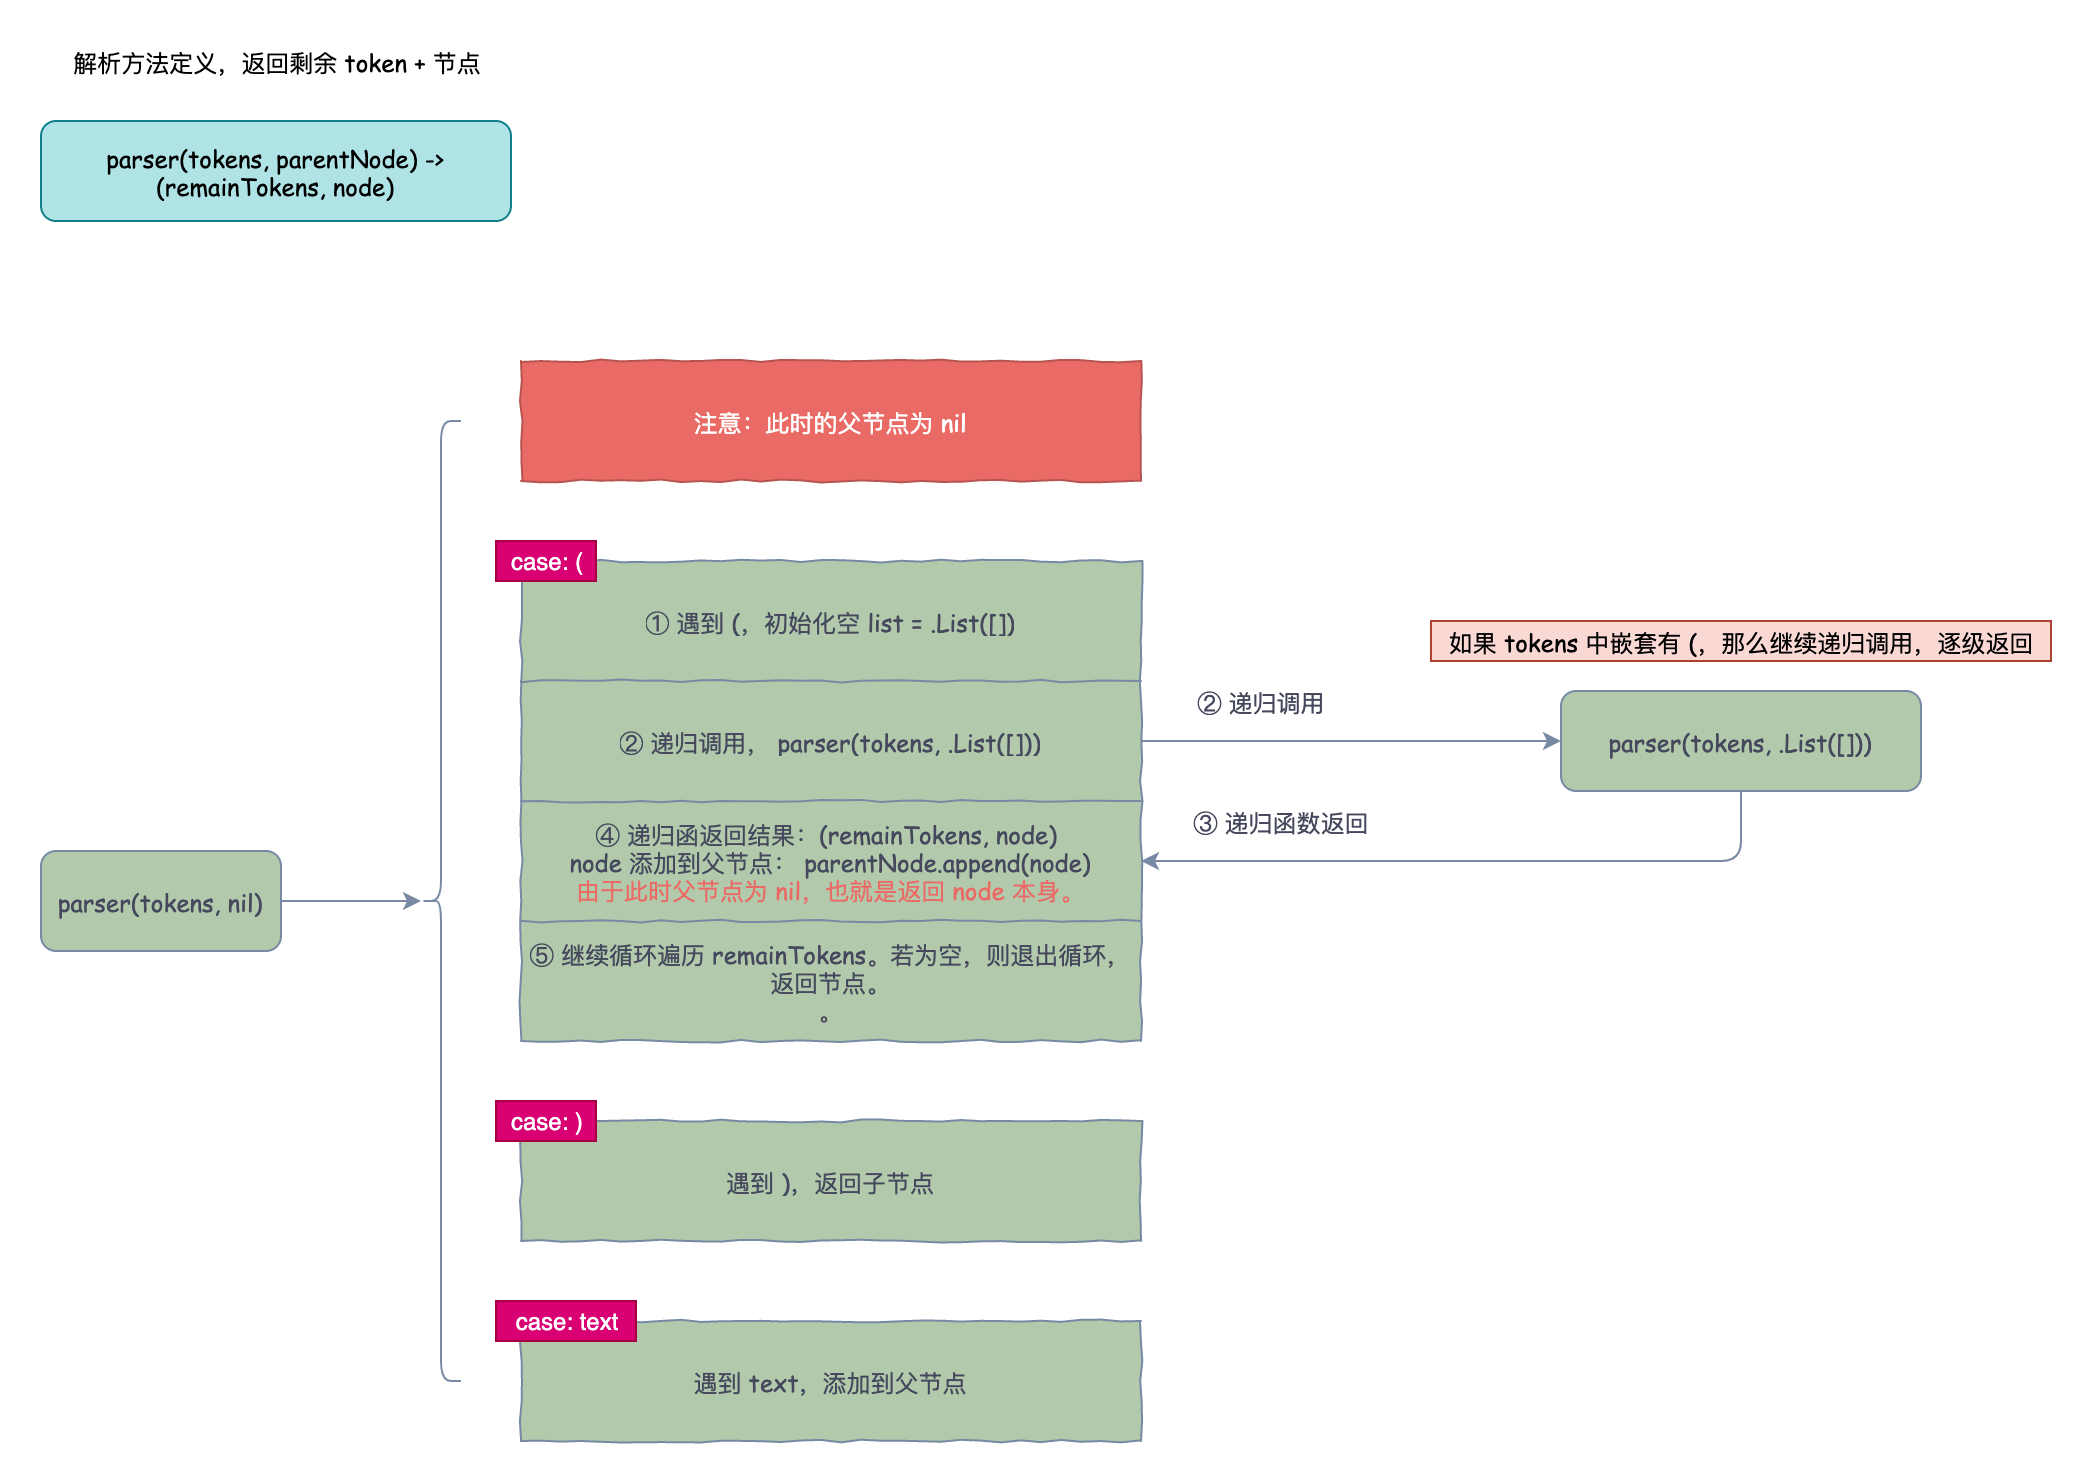 解析方法定义，返回剩余 token + 节点
parser(tokens, parentNode) ->
(remainTokens, node)
注意：此时的父节点为 nil
case: (
① 遇到 (，初始化空 list = .List([])
如果 tokens 中嵌套有 (，那么继续递归调用，逐级返回
② 递归调用
② 递归调用， parser(tokens, .List([]))
parser(tokens, .List([]))
③ 递归函数返回
④ 递归函返回结果：(remainTokens, node)
node 添加到父节点： parentNode.append(node)
由于此时父节点为 nil，也就是返回 node 本身。
parser(tokens, nil)
⑤ 继续循环遍历 remainTokens。若为空，则退出循环，
返回节点。
。
case: )
遇到 )，返回子节点
case: text
遇到 text，添加到父节点